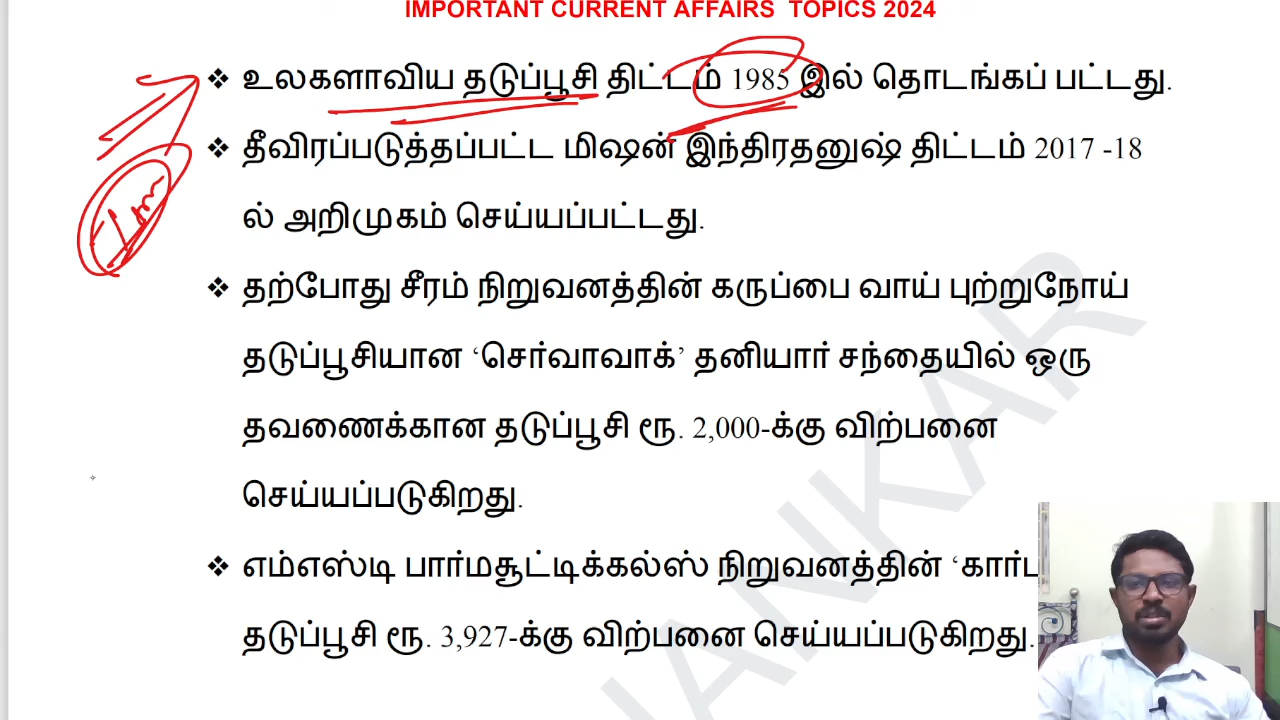 IMPORTANT CURRENT AFFAIRS TOPICS 2024
❖ உலகளாவிய தடுப்பூசி திட்டம் 1985 இல் தொடங்கப் பட்டது.
❖ தீவிரப்படுத்தப்பட்ட மிஷன் இந்திரதனுஷ் திட்டம் 2017 -18
ல் அறிமுகம் செய்யப்பட்டது.
❖ தற்போது சீரம் நிறுவனத்தின் கருப்பை வாய் புற்றுநோய்
தடுப்பூசியான ‘செர்வாவாக்’ தனியார் சந்தையில் ஒரு
தவணைக்கான தடுப்பூசி ரூ. 2,000-க்கு விற்பனை
செய்யப்படுகிறது.
❖ எம்எஸ்டி பார்மசூட்டிக்கல்ஸ் நிறுவனத்தின்
தடுப்பூசி ரூ. 3,927-க்கு விற்பனை செய்யப்படுகிறது.